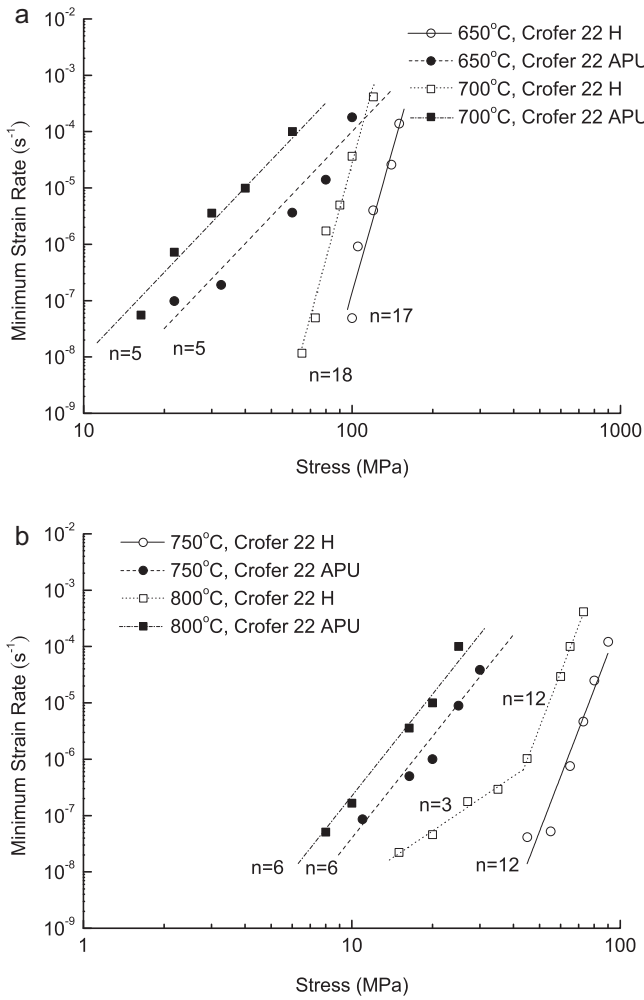 a
650°C, Crofer 22 H
650°C, Crofer 22 APU
700°C, Crofer 22 H
700°C, Crofer 22 APU
10⁻²
10⁻³
10⁻⁴
10⁻⁵
10⁻⁶
10⁻⁷
10⁻⁸
10⁻⁹
Minimum Strain Rate (s⁻¹)
n=5
n=5
n=18
n=17
10
100
1000
Stress (MPa)
b
750°C, Crofer 22 H
750°C, Crofer 22 APU
800°C, Crofer 22 H
800°C, Crofer 22 APU
10⁻²
10⁻³
10⁻⁴
10⁻⁵
10⁻⁶
10⁻⁷
10⁻⁸
10⁻⁹
Minimum Strain Rate (s⁻¹)
n=12
n=3
n=6
n=6
n=12
1
10
100
Stress (MPa)